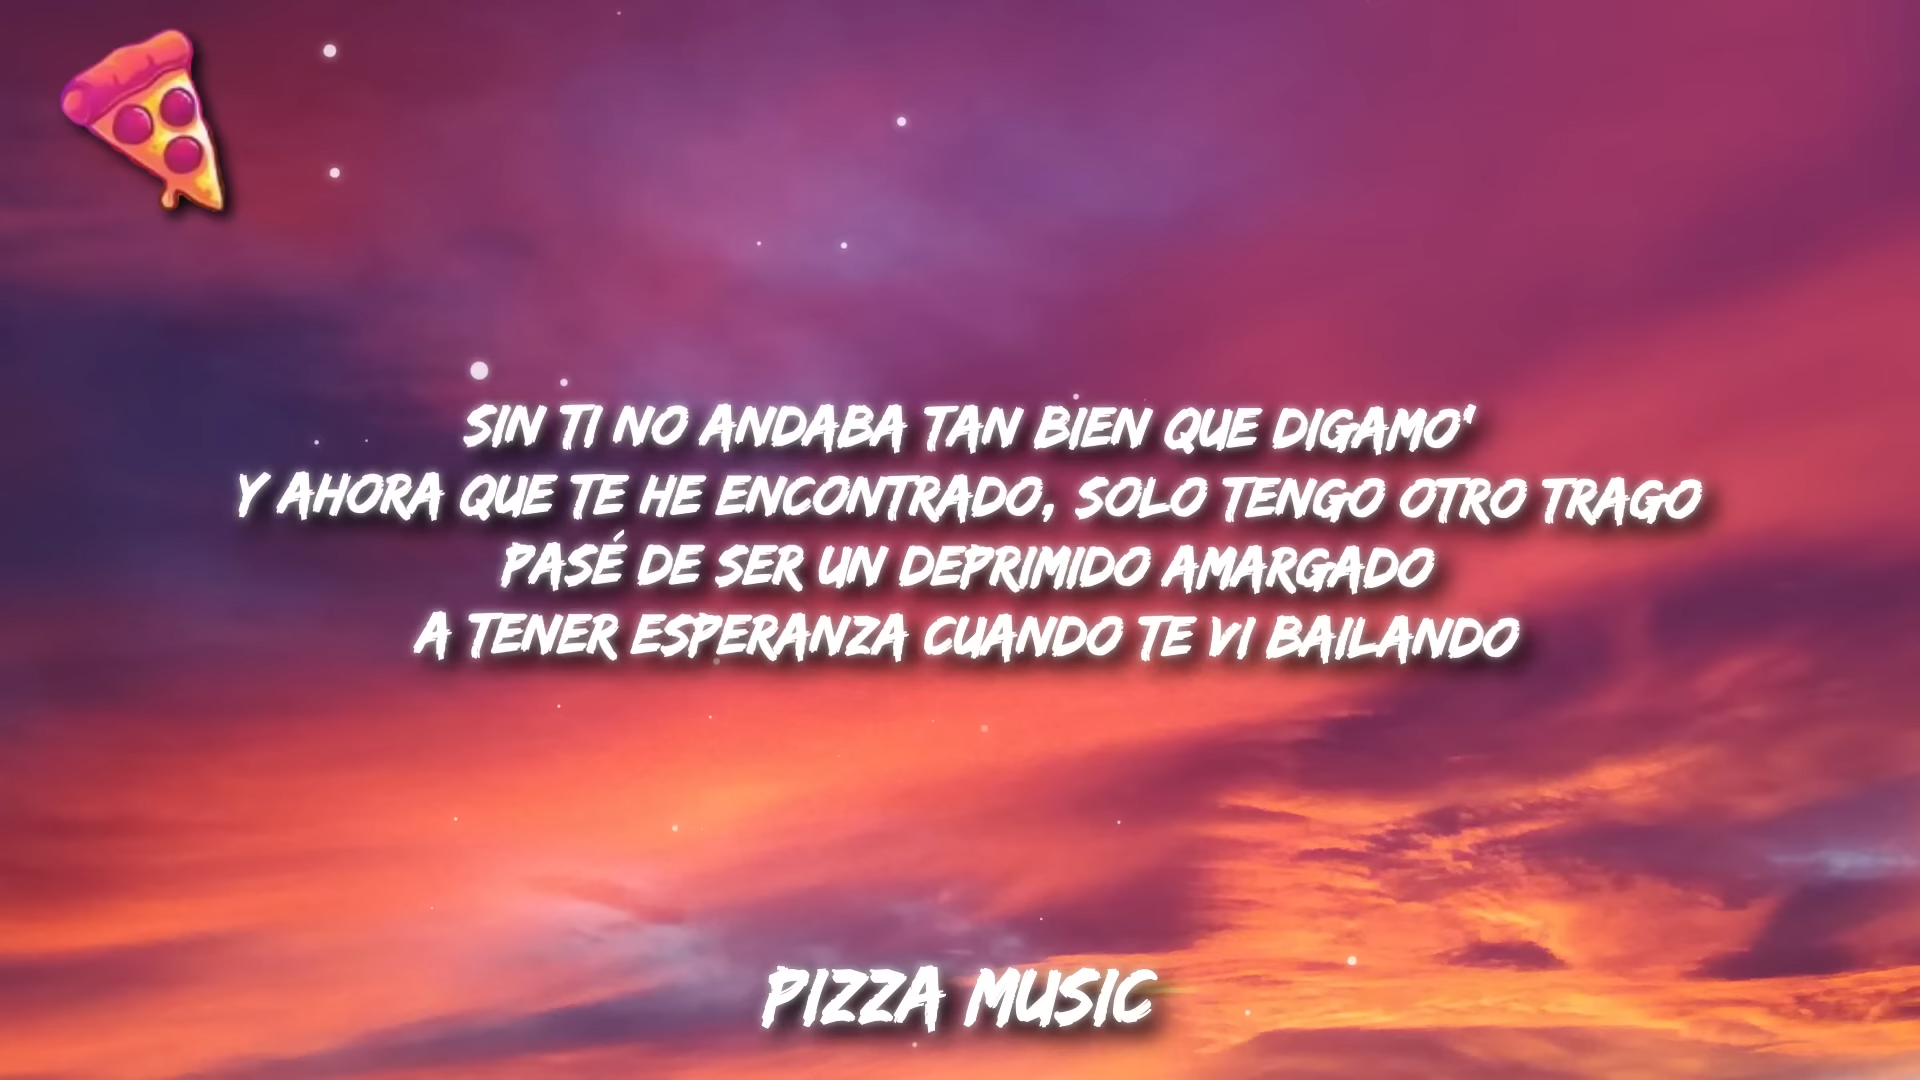 SIN TI NO ANDABA TAN BIEN QUE DIGAMO'
Y AHORA QUE TE HE ENCONTRADO, SOLO TENGO OTRO TRAGO
PASÉ DE SER UN DEPRIMIDO AMARGADO
A TENER ESPERANZA CUANDO TE VI BAILANDO
PIZZA MUSIC